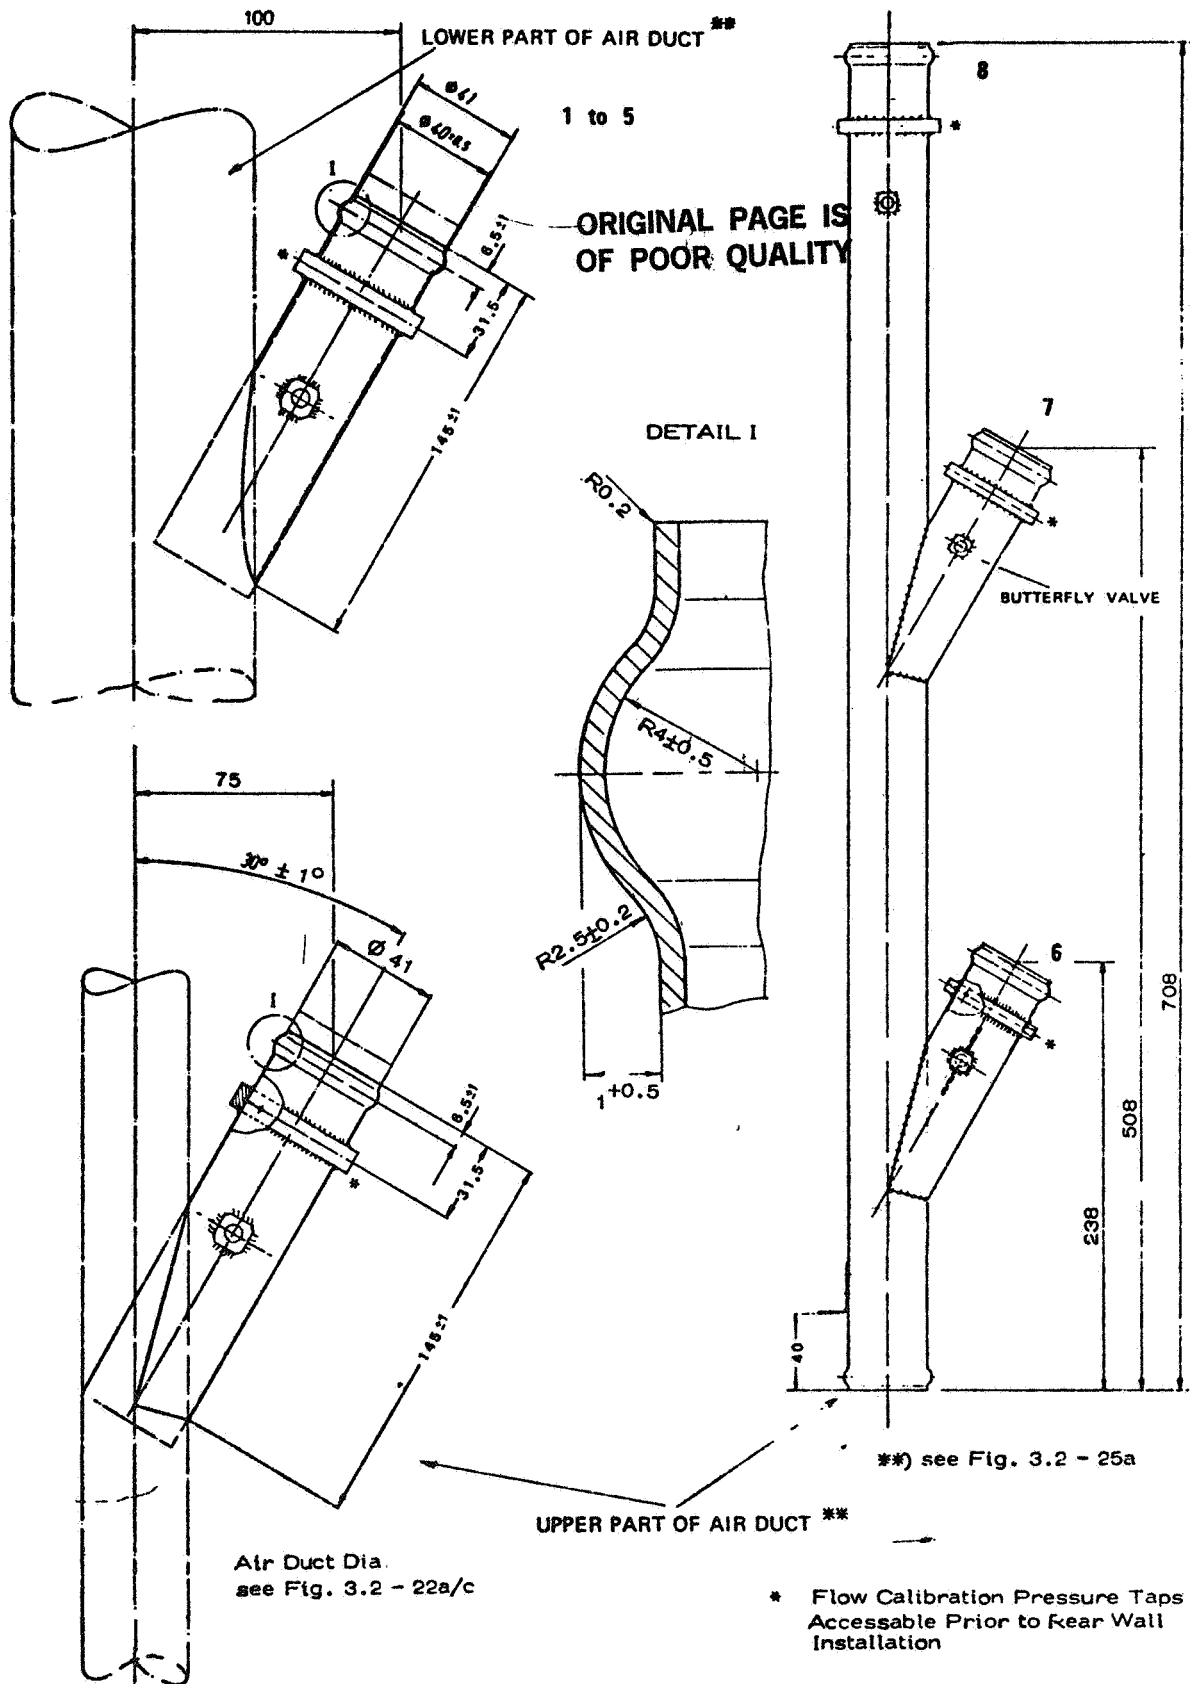 100
LOWER PART OF AIR DUCT **
8
Ø 41
1 to 5
*
I
ORIGINAL PAGE IS
OF POOR QUALITY
6.5±1
*
31.5
7
145±1
DETAIL I
R0.2
*
BUTTERFLY VALVE
R4±0.5
75
30° ± 1°
R2.5±0.2
Ø 41
6
I
708
*
1+0.5
6.5±1
508
31.5
*
238
145±1
40
**) see Fig. 3.2 - 25a
UPPER PART OF AIR DUCT **
Air Duct Dia.
see Fig. 3.2 - 22a/c
* Flow Calibration Pressure Taps
Accessable Prior to Rear Wall
Installation